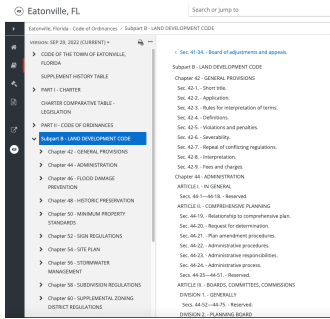 Eatonville, FL
Search or jump to
Eatonville, Florida - Code of Ordinances / Subpart B - LAND DEVELOPMENT CODE
VERSION: SEP 29, 2022 (CURRENT)
CODE OF THE TOWN OF EATONVILLE, FLORIDA
SUPPLEMENT HISTORY TABLE
PART I - CHARTER
CHARTER COMPARATIVE TABLE - LEGISLATION
PART II - CODE OF ORDINANCES
Subpart B - LAND DEVELOPMENT CODE
Chapter 42 - GENERAL PROVISIONS
Chapter 44 - ADMINISTRATION
Chapter 46 - FLOOD DAMAGE PREVENTION
Chapter 48 - HISTORIC PRESERVATION
Chapter 50 - MINIMUM PROPERTY STANDARDS
Chapter 52 - SIGN REGULATIONS
Chapter 54 - SITE PLAN
Chapter 56 - STORMWATER MANAGEMENT
Chapter 58 - SUBDIVISION REGULATIONS
Chapter 60 - SUPPLEMENTAL ZONING DISTRICT REGULATIONS
< Sec. 41-34. - Board of adjustments and appeals.
Subpart B - LAND DEVELOPMENT CODE
Chapter 42 - GENERAL PROVISIONS
Sec. 42-1. - Short title.
Sec. 42-2. - Application.
Sec. 42-3. - Rules for interpretation of terms.
Sec. 42-4. - Definitions.
Sec. 42-5. - Violations and penalties.
Sec. 42-6. - Severability.
Sec. 42-7. - Repeal of conflicting regulations.
Sec. 42-8. - Interpretation.
Sec. 42-9. - Fees and charges.
Chapter 44 - ADMINISTRATION
ARTICLE I. - IN GENERAL
Secs. 44-1—44-18. - Reserved.
ARTICLE II. - COMPREHENSIVE PLANNING
Sec. 44-19. - Relationship to comprehensive plan.
Sec. 44-20. - Request for determination.
Sec. 44-21. - Plan amendment procedures.
Sec. 44-22. - Administrative procedures.
Sec. 44-23. - Administrative responsibilities.
Sec. 44-24. - Administrative process.
Secs. 44-25—44-51. - Reserved.
ARTICLE III. - BOARDS, COMMITTEES, COMMISSIONS
DIVISION 1. - GENERALLY
Secs. 44-52—44-75. - Reserved.
DIVISION 2. - PLANNING BOARD